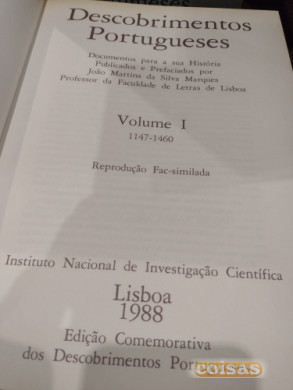 Descobrimentos
Portugueses
Documentos para a sua História
Publicados e Prefaciados por
João Martins da Silva Marques
Professor da Faculdade de Letras de Lisboa
Volume I
1147-1460
Reprodução Fac-similada
Instituto Nacional de Investigação Científica
Lisboa
1988
Edição Comemorativa
dos Descobrimentos Portugueses
coisas